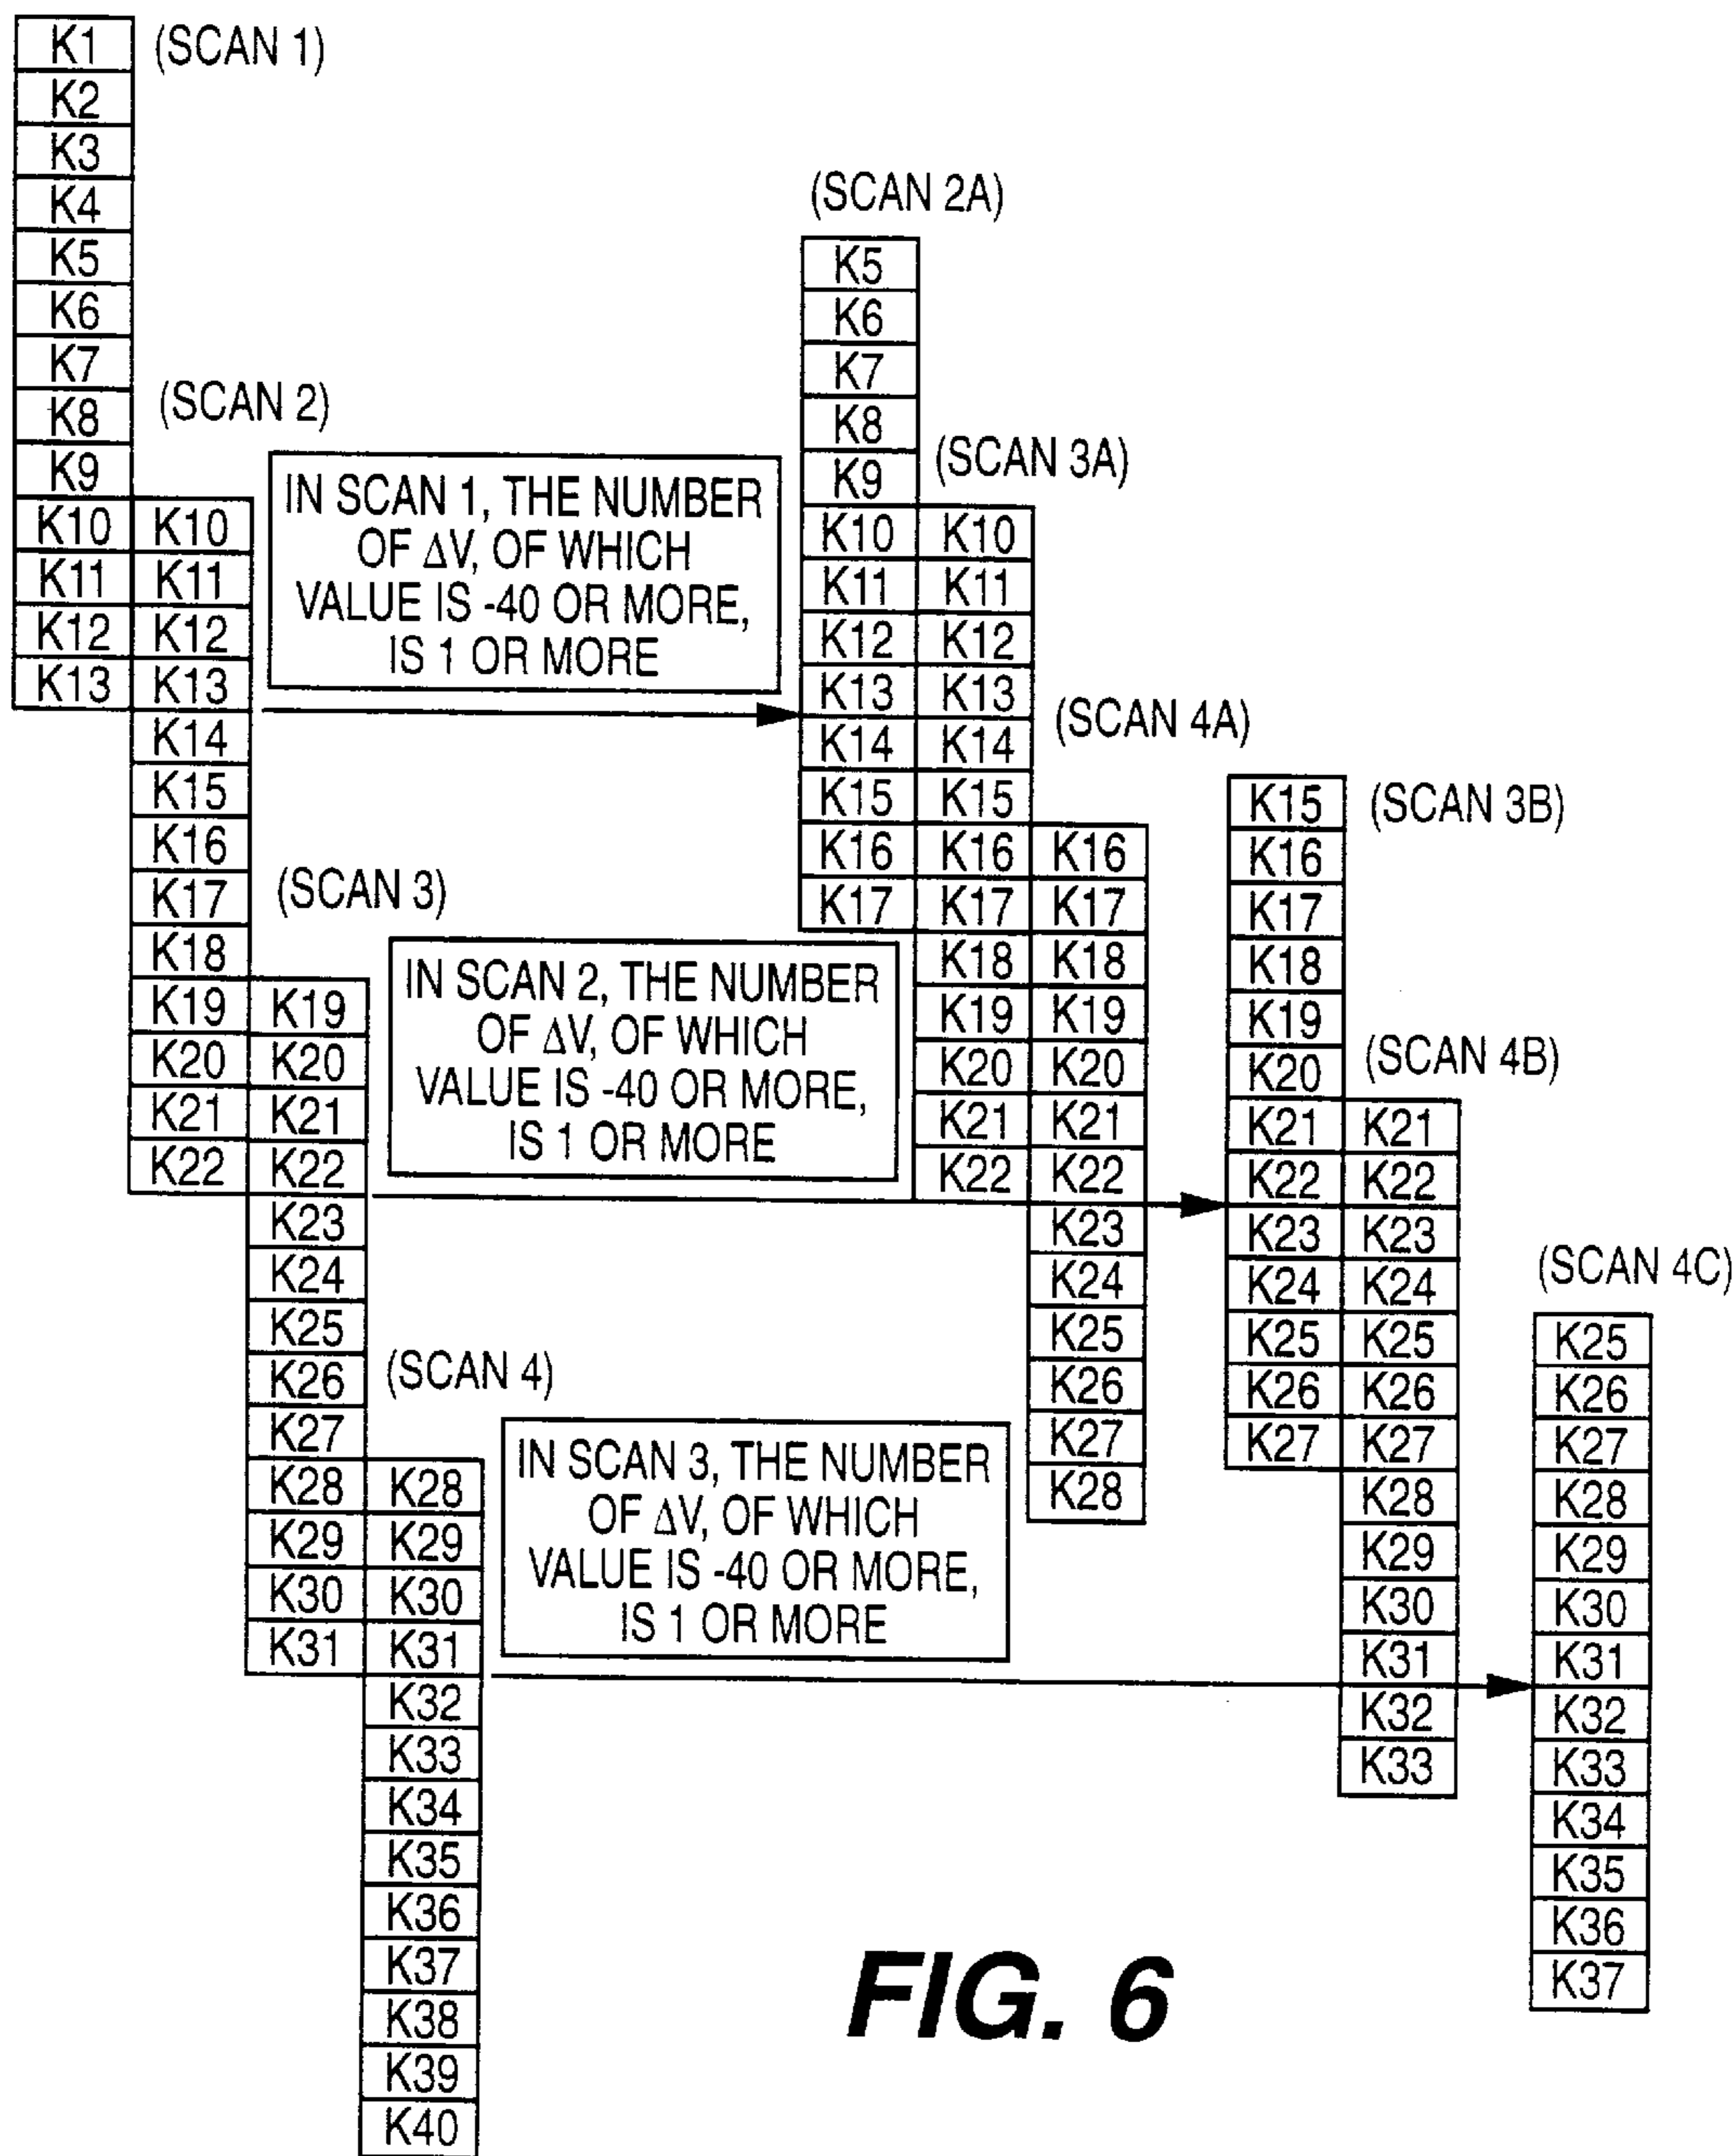 (SCAN 1)
K1
K2
K3
K4
K5
K6
K7
K8
K9
K10
K11
K12
K13
(SCAN 2)
K10
K11
K12
K13
K14
K15
K16
K17
K18
K19
K20
K21
K22
(SCAN 3)
K19
K20
K21
K22
K23
K24
K25
K26
K27
K28
K29
K30
K31
(SCAN 4)
K28
K29
K30
K31
K32
K33
K34
K35
K36
K37
K38
K39
K40
IN SCAN 1, THE NUMBER
OF ΔV, OF WHICH
VALUE IS -40 OR MORE,
IS 1 OR MORE
IN SCAN 2, THE NUMBER
OF ΔV, OF WHICH
VALUE IS -40 OR MORE,
IS 1 OR MORE
IN SCAN 3, THE NUMBER
OF ΔV, OF WHICH
VALUE IS -40 OR MORE,
IS 1 OR MORE
(SCAN 2A)
K5
K6
K7
K8
K9
K10
K11
K12
K13
K14
K15
K16
K17
(SCAN 3A)
K10
K11
K12
K13
K14
K15
K16
K17
K18
K19
K20
K21
K22
(SCAN 4A)
K16
K17
K18
K19
K20
K21
K22
K23
K24
K25
K26
K27
K28
(SCAN 3B)
K15
K16
K17
K18
K19
K20
K21
K22
K23
K24
K25
K26
K27
(SCAN 4B)
K21
K22
K23
K24
K25
K26
K27
K28
K29
K30
K31
K32
K33
(SCAN 4C)
K25
K26
K27
K28
K29
K30
K31
K32
K33
K34
K35
K36
K37
FIG. 6